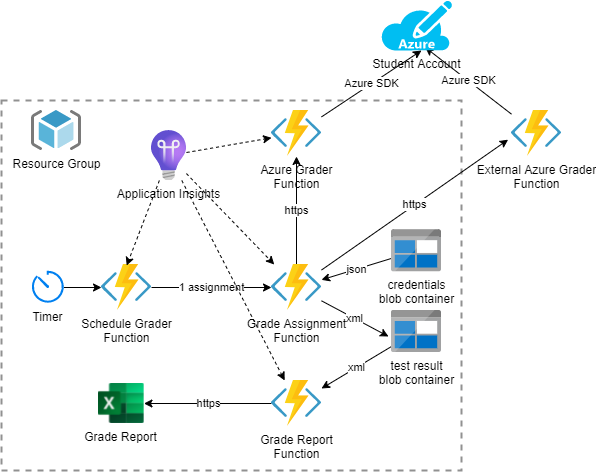 Azure
Student Account
Azure SDK
Azure SDK
Resource Group
Application Insights
Azure Grader
Function
External Azure Grader
Function
https
https
json
credentials
blob container
Timer
Schedule Grader
Function
1 assignment
Grade Assignment
Function
xml
test result
blob container
xml
X
Grade Report
https
Grade Report
Function